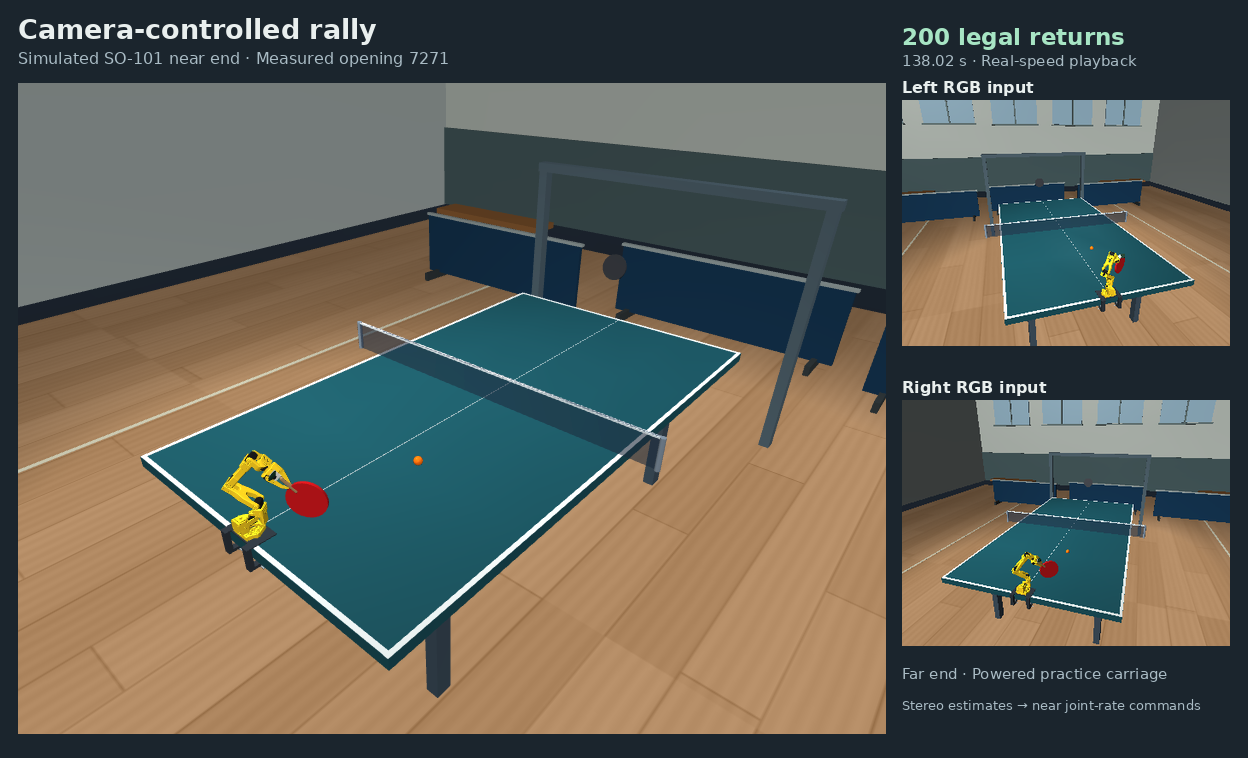 Camera-controlled rally
Simulated SO-101 near end · Measured opening 7271
200 legal returns
138.02 s · Real-speed playback
Left RGB input
Right RGB input
Far end · Powered practice carriage
Stereo estimates → near joint-rate commands